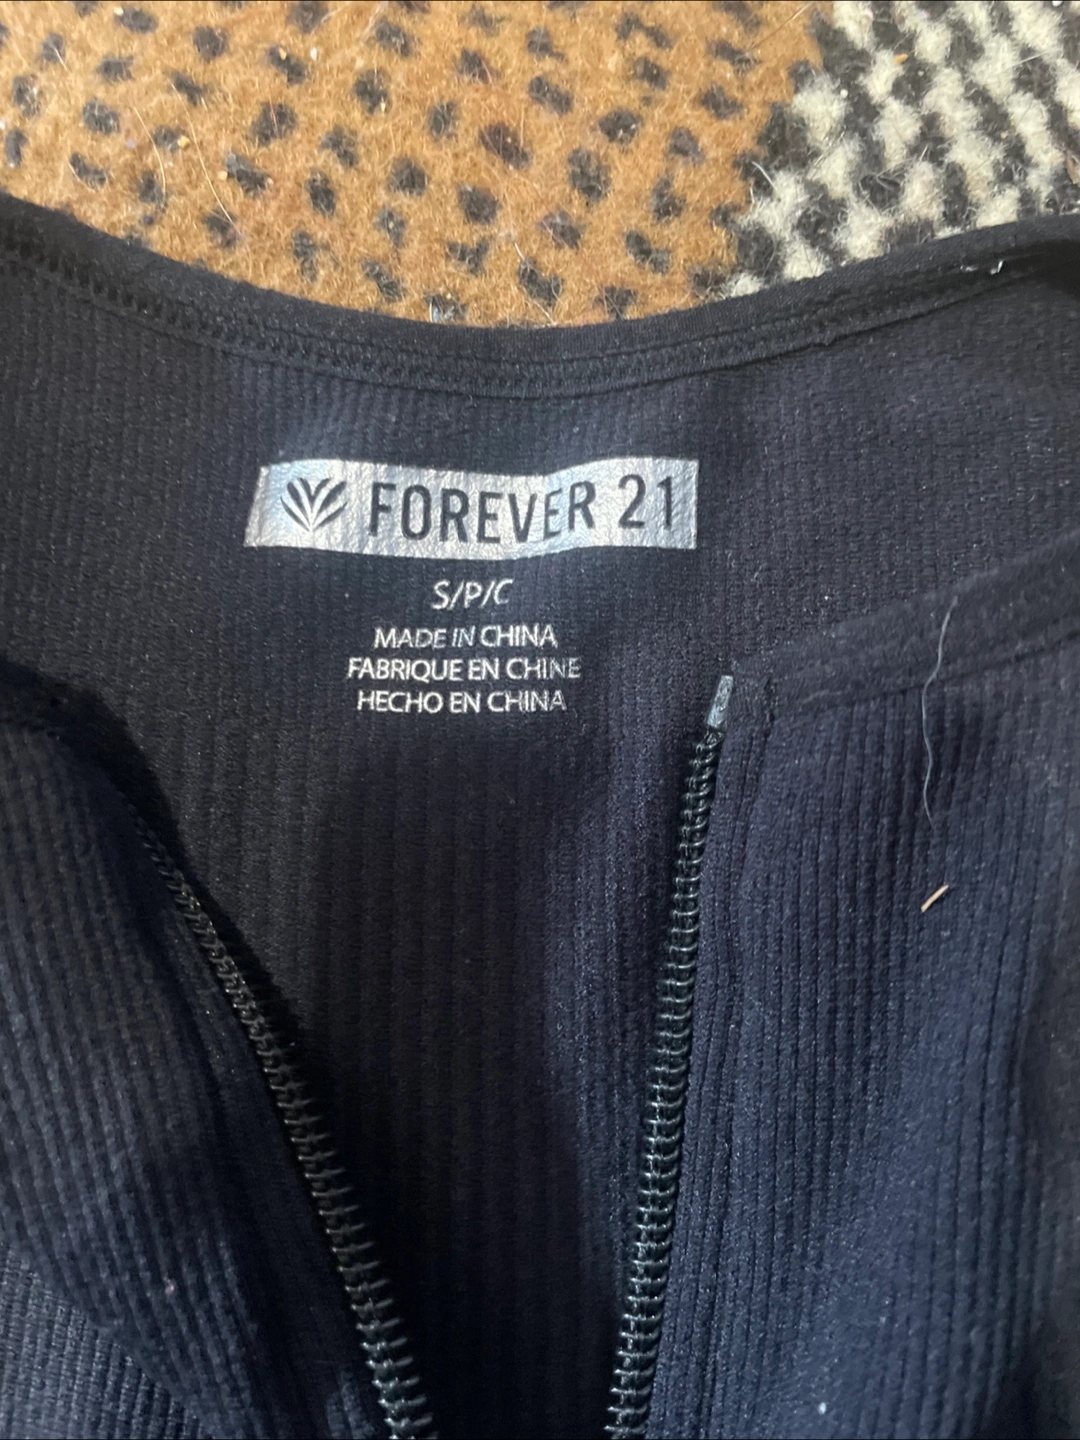 FOREVER 21
S/P/C
MADE IN CHINA
FABRIQUE EN CHINE
HECHO EN CHINA